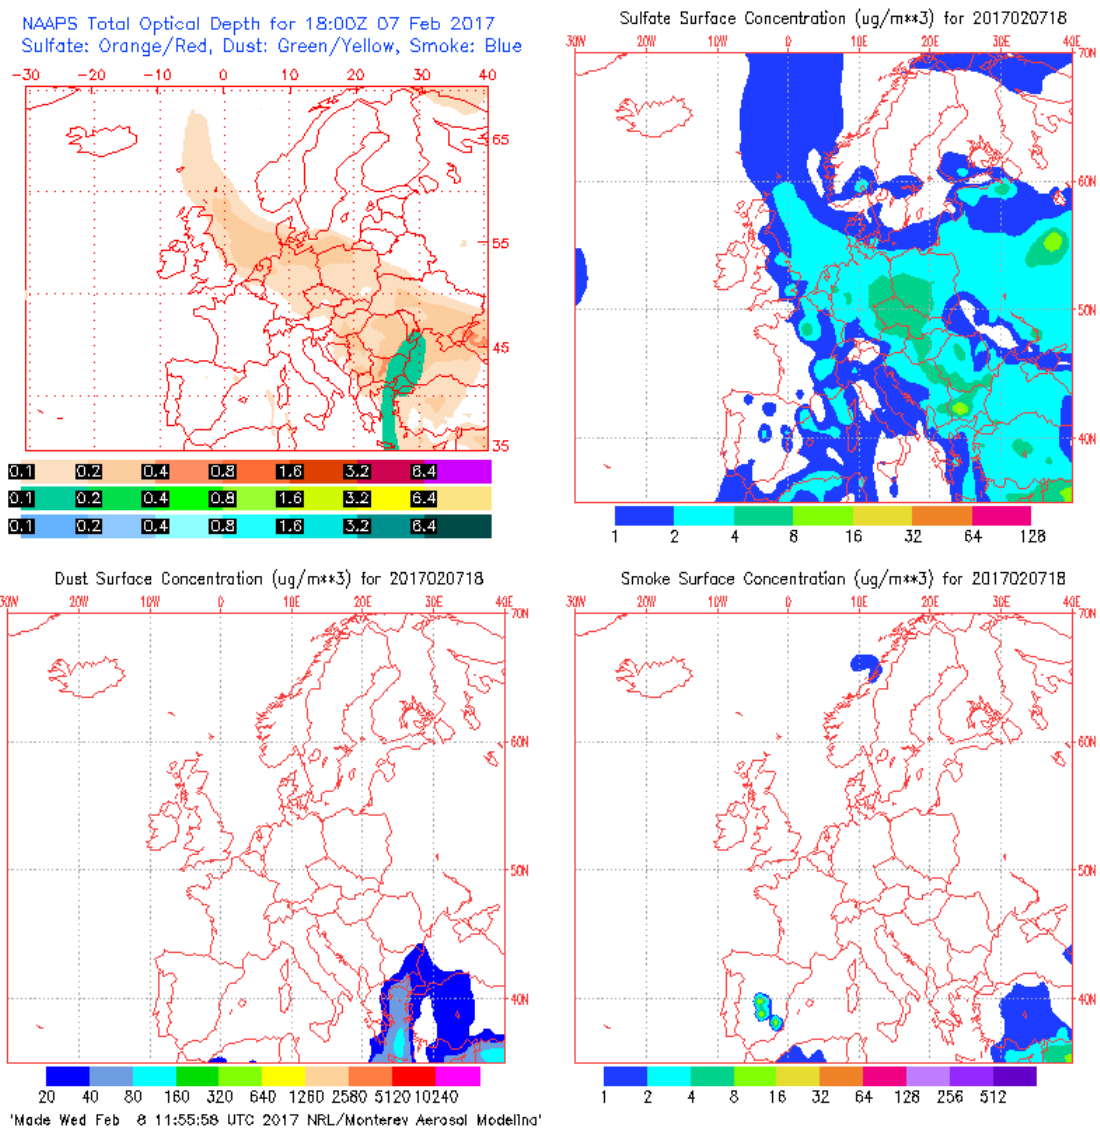 NAAPS Total Optical Depth for 18:00Z 07 Feb 2017
Sulfate: Orange/Red, Dust: Green/Yellow, Smoke: Blue
-30 -20 -10 0 10 20 30 40
65
55
45
35
0.1 0.2 0.4 0.8 1.6 3.2 6.4
0.1 0.2 0.4 0.8 1.6 3.2 6.4
0.1 0.2 0.4 0.8 1.6 3.2 6.4
Sulfate Surface Concentration (ug/m**3) for 2017020718
30W 20W 10W 0 10E 20E 30E 40E
70N
60N
50N
40N
1 2 4 8 16 32 64 128
Dust Surface Concentration (ug/m**3) for 2017020718
30W 20W 10W 0 10E 20E 30E 40E
70N
60N
50N
40N
20 40 80 160 320 640 1260 2580 5120 10240
Smoke Surface Concentration (ug/m**3) for 2017020718
30W 20W 10W 0 10E 20E 30E 40E
70N
60N
50N
40N
1 2 4 8 16 32 64 128 256 512
'Made Wed Feb 8 11:55:58 UTC 2017 NRL/Monterey Aerosol Modeling'